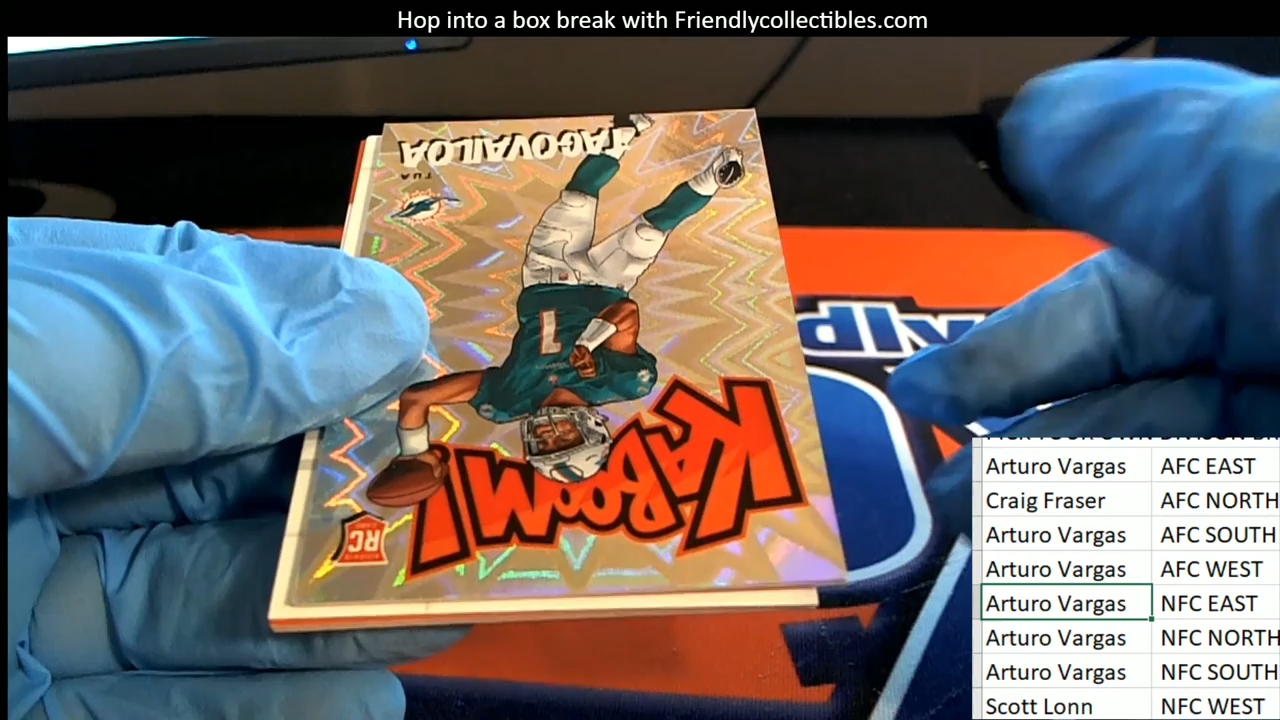 Hop into a box break with Friendlycollectibles.com
TAGOVAILOA
TUA
1
KABOOM!
RC
RIP
Arturo Vargas AFC EAST
Craig Fraser AFC NORTH
Arturo Vargas AFC SOUTH
Arturo Vargas AFC WEST
Arturo Vargas NFC EAST
Arturo Vargas NFC NORTH
Arturo Vargas NFC SOUTH
Scott Lonn NFC WEST